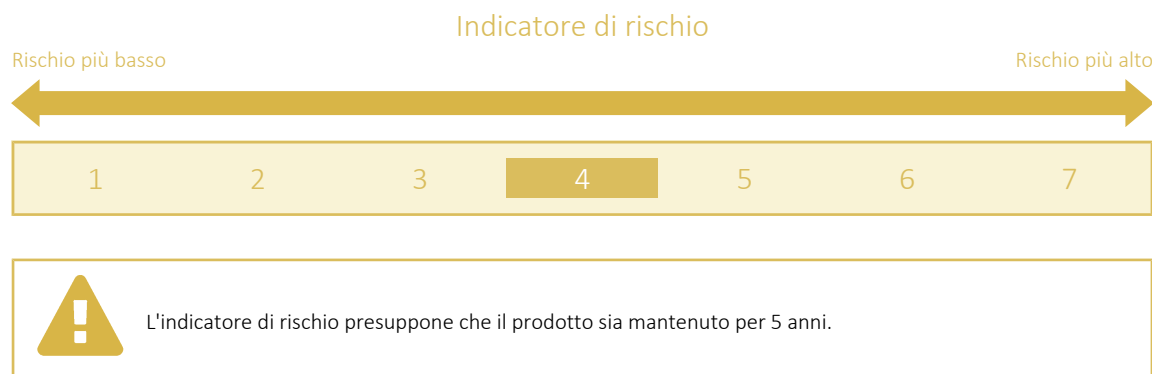 Indicatore di rischio
Rischio più basso Rischio più alto
1 2 3 4 5 6 7
L'indicatore di rischio presuppone che il prodotto sia mantenuto per 5 anni.